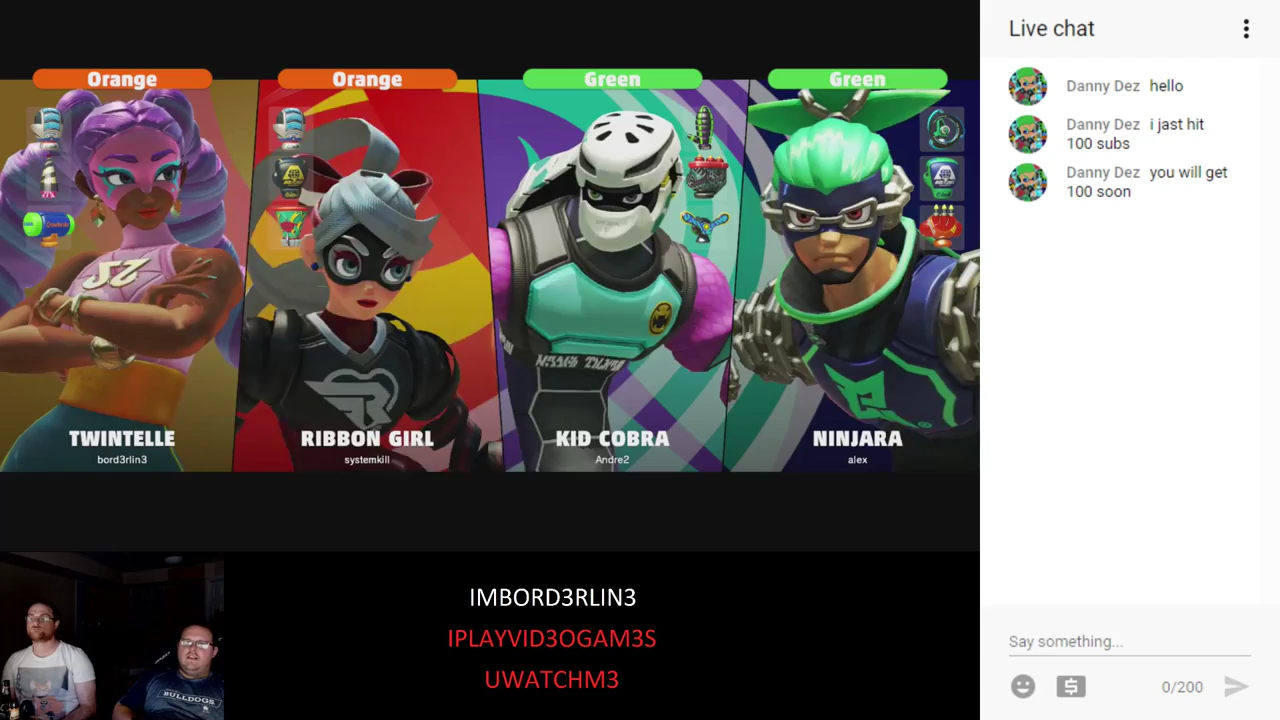 Orange
Orange
Green
Green
TWINTELLE
bord3rlin3
RIBBON GIRL
systemkill
KID COBRA
Andre2
NINJARA
alex
IMBORD3RLIN3
IPLAYVID3OGAM3S
UWATCHM3
BULLDOGS
Live chat
Danny Dez hello
Danny Dez i jast hit
100 subs
Danny Dez you will get
100 soon
Say something...
0/200